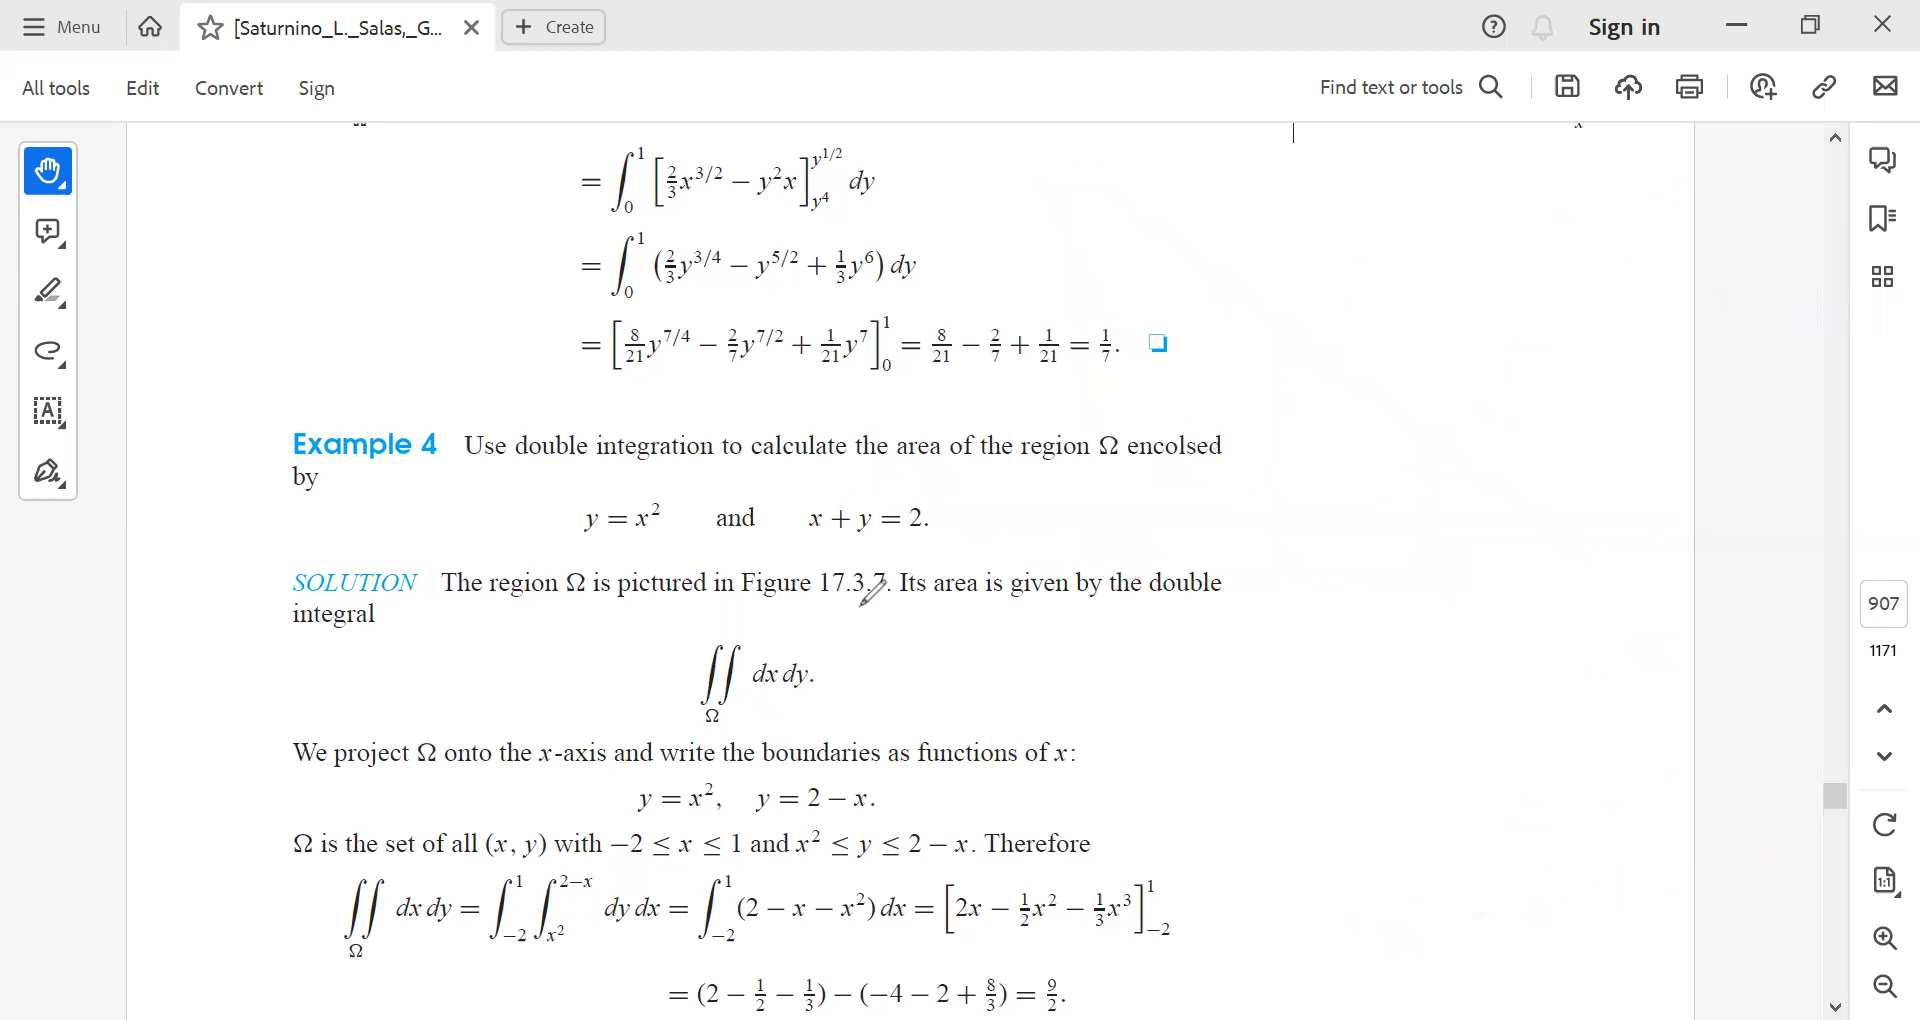 Menu
[Saturnino_L._Salas,_G...
Create
Sign in
All tools
Edit
Convert
Sign
Find text or tools
= ∫₀¹ [⅔x^{3/2} − y²x]_{y⁴}^{y^{1/2}} dy
= ∫₀¹ (⅔y^{3/4} − y^{5/2} + ⅓y⁶) dy
= [8/21 y^{7/4} − 2/7 y^{7/2} + 1/21 y⁷]₀¹ = 8/21 − 2/7 + 1/21 = 1/7.
Example 4 Use double integration to calculate the area of the region Ω encolsed
by
y = x² and x + y = 2.
SOLUTION The region Ω is pictured in Figure 17.3.7. Its area is given by the double
integral
∬_Ω dx dy.
We project Ω onto the x-axis and write the boundaries as functions of x:
y = x², y = 2 − x.
Ω is the set of all (x, y) with −2 ≤ x ≤ 1 and x² ≤ y ≤ 2 − x. Therefore
∬_Ω dx dy = ∫_{−2}^{1} ∫_{x²}^{2−x} dy dx = ∫_{−2}^{1} (2 − x − x²) dx = [2x − ½x² − ⅓x³]_{−2}^{1}
= (2 − ½ − ⅓) − (−4 − 2 + 8/3) = 9/2.
907
1171